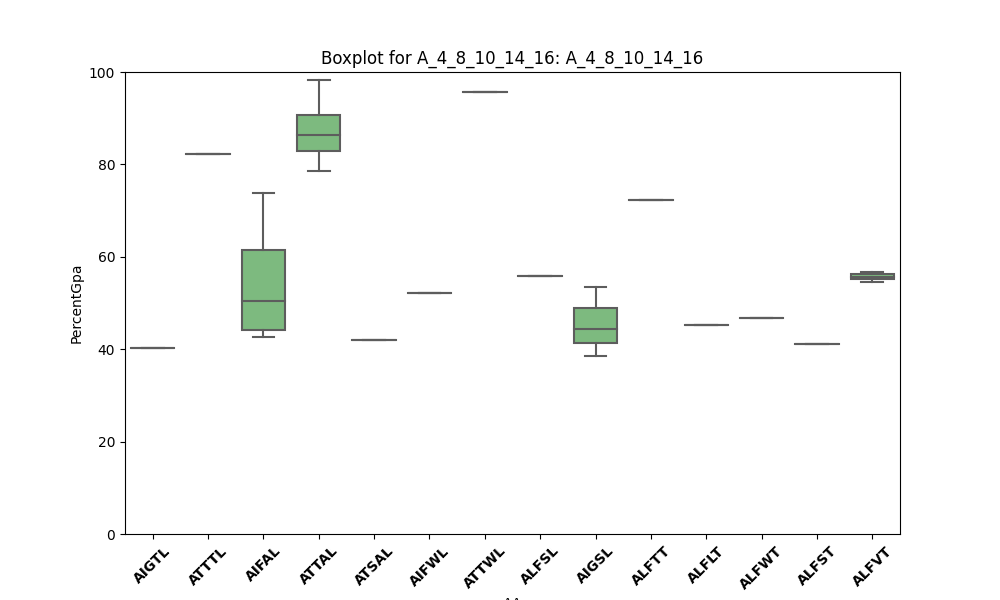 Boxplot for A_4_8_10_14_16: A_4_8_10_14_16
100
80
60
40
20
0
PercentGpa
AIGTL ATTTL AIFAL ATTAL ATSAL AIFWL ATTWL ALFSL AIGSL ALFTT ALFLT ALFWT ALFST ALFVT